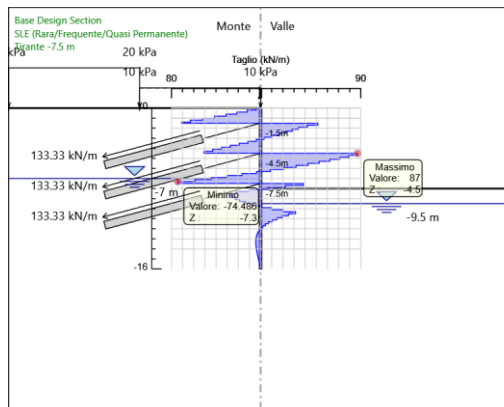 Base Design Section
SLE (Rara/Frequente/Quasi Permanente)
Tirante -7.5 m
Monte
Valle
kPa
20 kPa
10 kPa
Taglio (kN/m)
10 kPa
80
90
0
-1.5m
133.33 kN/m
-4.5m
Massimo
Valore: 87
Z : -4.5
133.33 kN/m
-7 m
-7.5m
Minimo
Valore: -74.486
Z : -7.3
133.33 kN/m
-9.5 m
-16